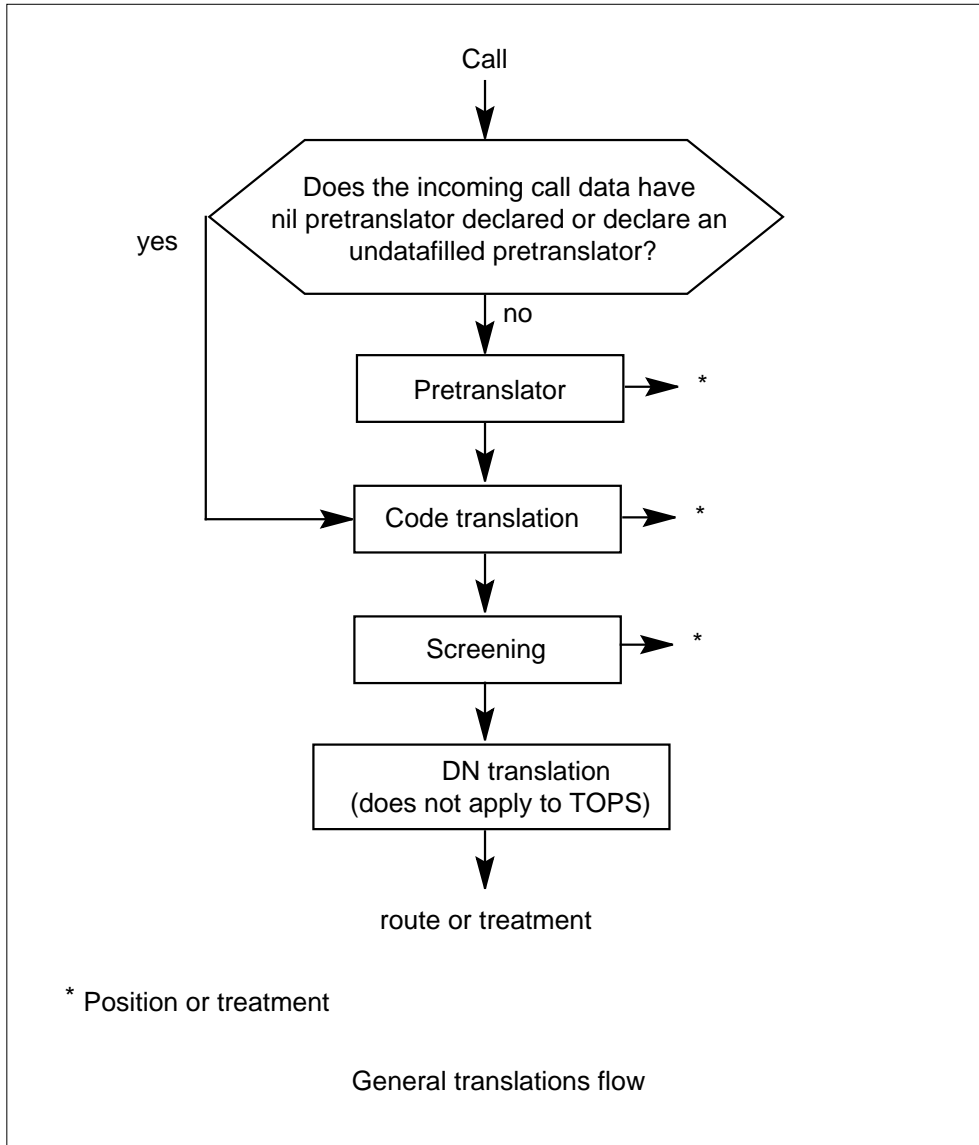 Call
Does the incoming call data have
nil pretranslator declared or declare an
undatafilled pretranslator?
yes
no
Pretranslator
*
Code translation
*
Screening
*
DN translation
(does not apply to TOPS)
route or treatment
* Position or treatment
General translations flow